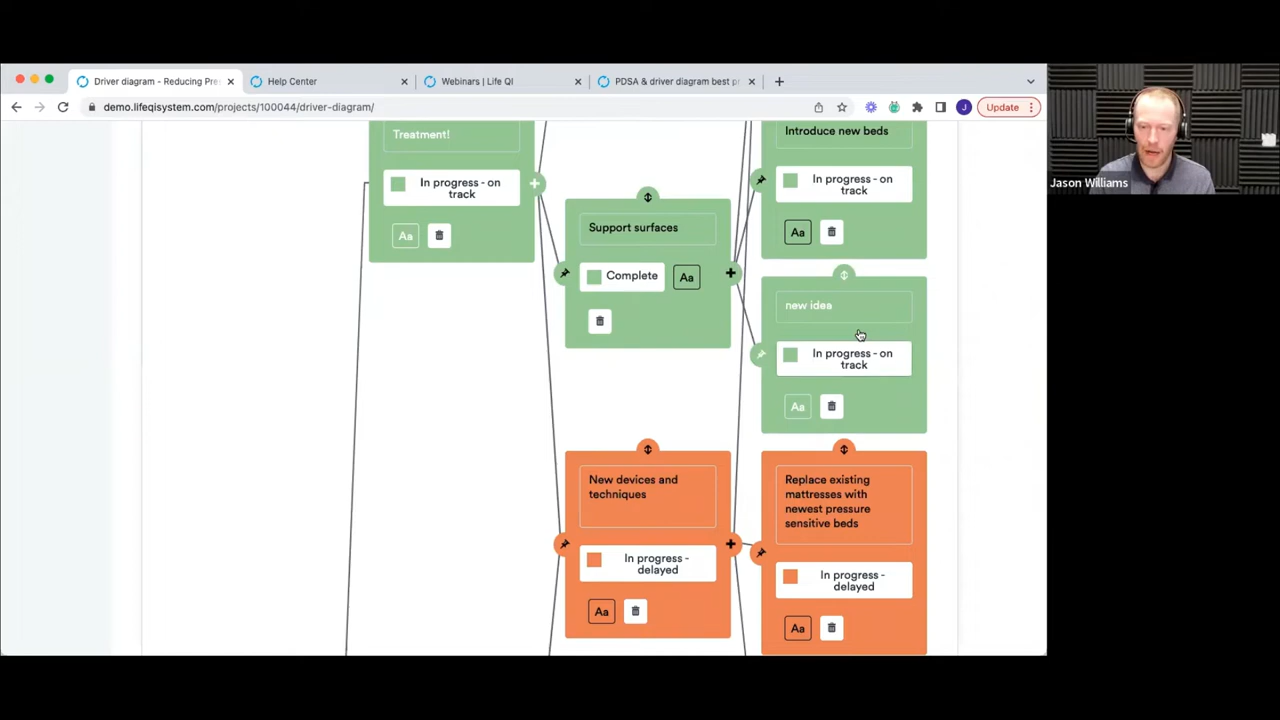 Driver diagram - Reducing Pre
Help Center
Webinars | Life QI
PDSA & driver diagram best pr
demo.lifeqisystem.com/projects/100044/driver-diagram/
J
Update
Jason Williams
Treatment!
In progress - on
track
Aa
Support surfaces
Complete
Aa
New devices and
techniques
In progress -
delayed
Aa
Introduce new beds
In progress - on
track
Aa
new idea
In progress - on
track
Aa
Replace existing
mattresses with
newest pressure
sensitive beds
In progress -
delayed
Aa